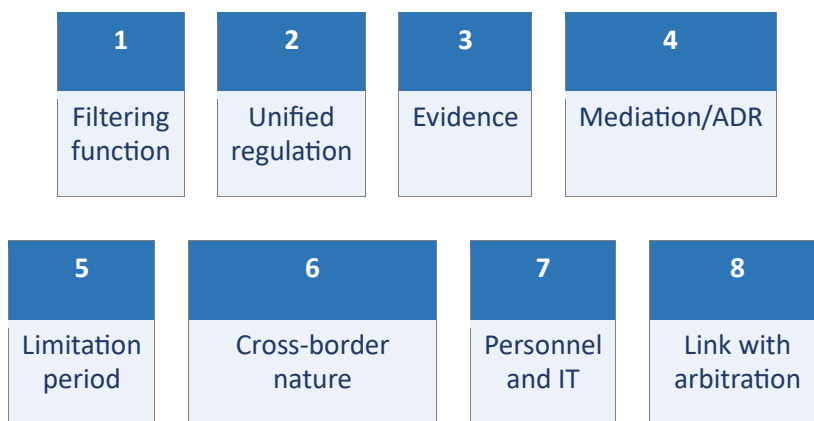 1
2
3
4
Filtering
function
Unified
regulation
Evidence
Mediation/ADR
5
6
7
8
Limitation
period
Cross-border
nature
Personnel
and IT
Link with
arbitration